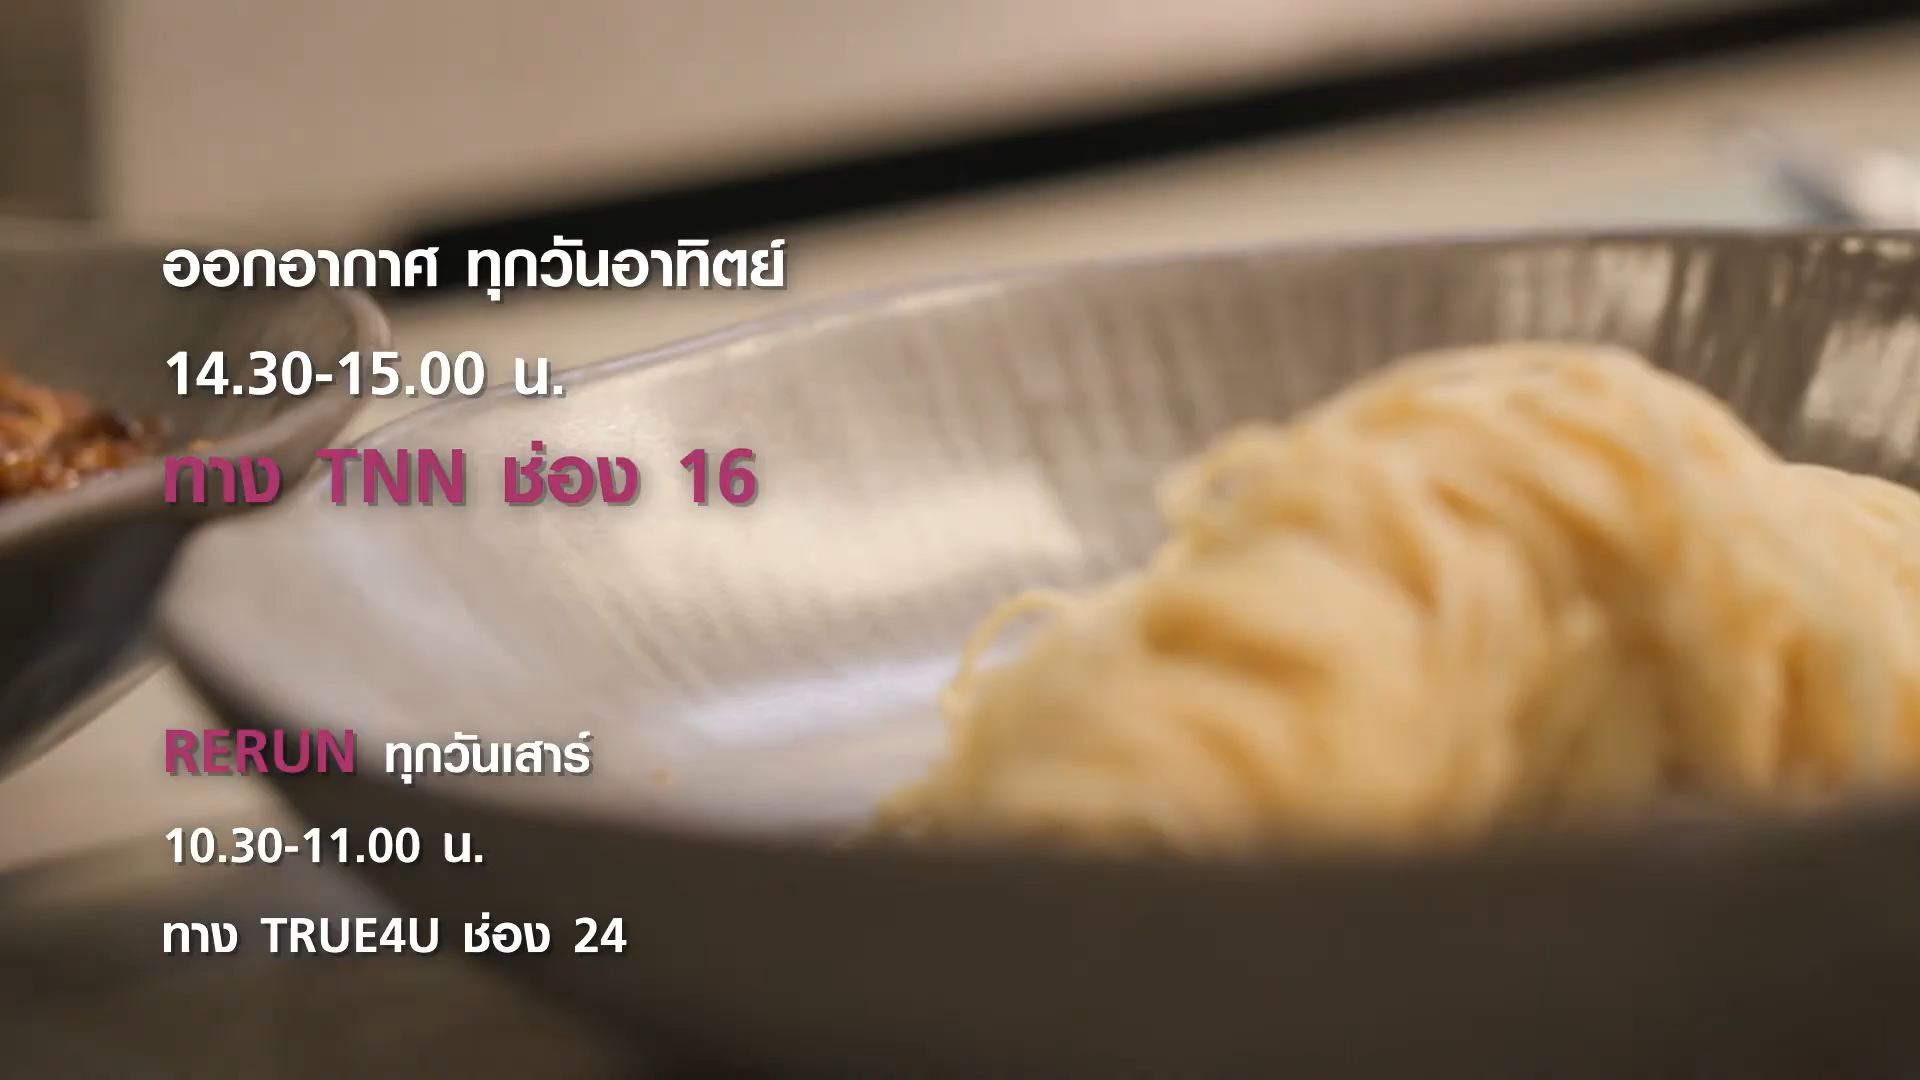 ออกอากาศ ทุกวันอาทิตย์
14.30-15.00 น.
ทาง TNN ช่อง 16
RERUN ทุกวันเสาร์
10.30-11.00 น.
ทาง TRUE4U ช่อง 24